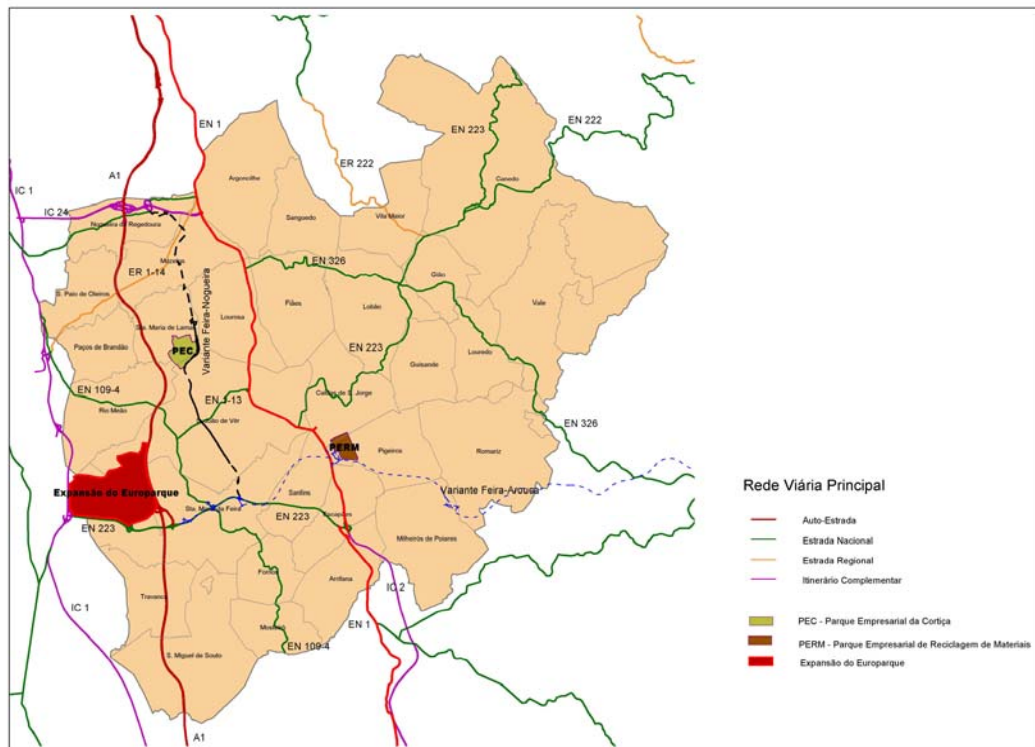 EN 1
EN 223
EN 222
ER 222
A1
IC 1
IC 24
Argoncilhe
Canedo
Sanguedo
Vila Maior
Nogueira da Regedoura
EN 326
Mozelos
Gião
ER 1-14
S. Paio de Oleiros
Variante Feira-Nogueira
Lourosa
Fiães
Lobão
Vale
Sta. Maria de Lamas
Paços de Brandão
PEC
EN 223
Guisande
Louredo
EN 109-4
EN 1-13
Caldas de S. Jorge
Rio Meão
EN 326
PERM
Pigeiros
Romariz
Expansão do Europarque
Variante Feira-Arouca
Sanfins
Sta. Maria da Feira
EN 223
EN 223
Escapães
Milheiros de Poiares
Fornos
Arrifana
Travanca
IC 2
IC 1
EN 1
Mosteiró
EN 109-4
S. Miguel de Souto
A1
Rede Viária Principal
Auto-Estrada
Estrada Nacional
Estrada Regional
Itinerário Complementar
PEC - Parque Empresarial da Cortiça
PERM - Parque Empresarial de Reciclagem de Materiais
Expansão do Europarque